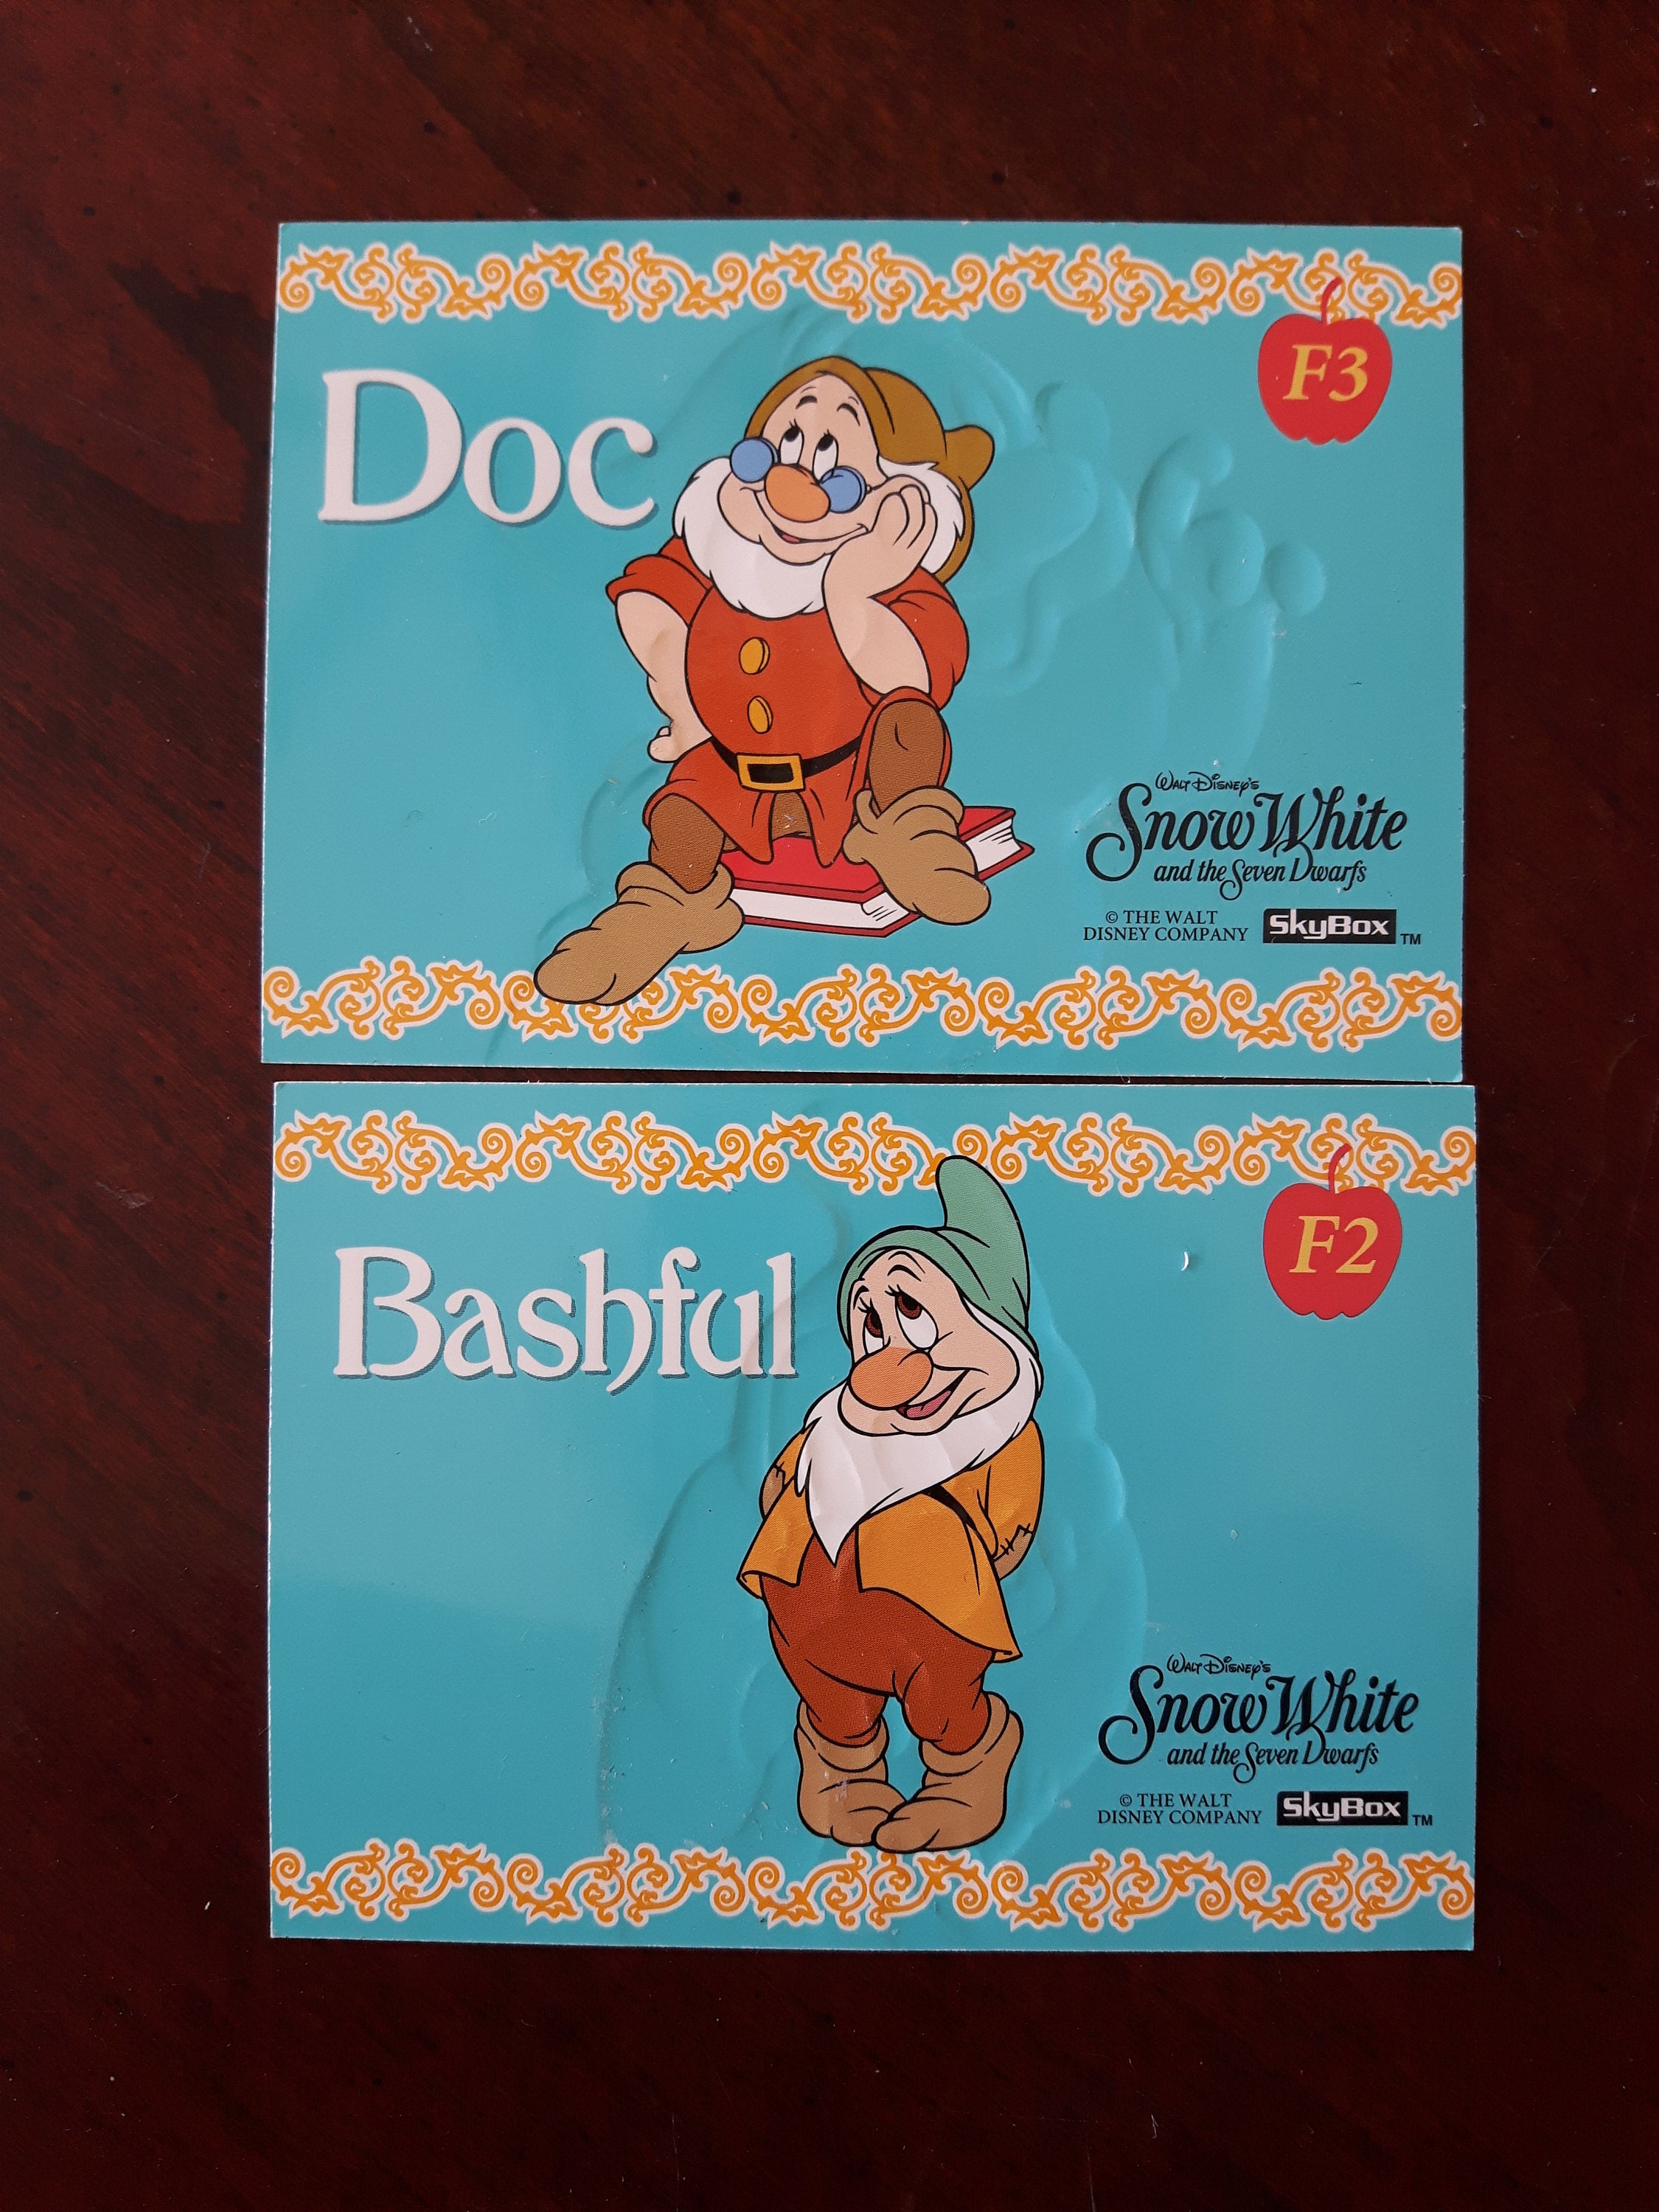 F3
Doc
WALT DISNEY'S
Snow White
and the Seven Dwarfs
© THE WALT
DISNEY COMPANY
SkyBox TM
F2
Bashful
WALT DISNEY'S
Snow White
and the Seven Dwarfs
© THE WALT
DISNEY COMPANY
SkyBox TM